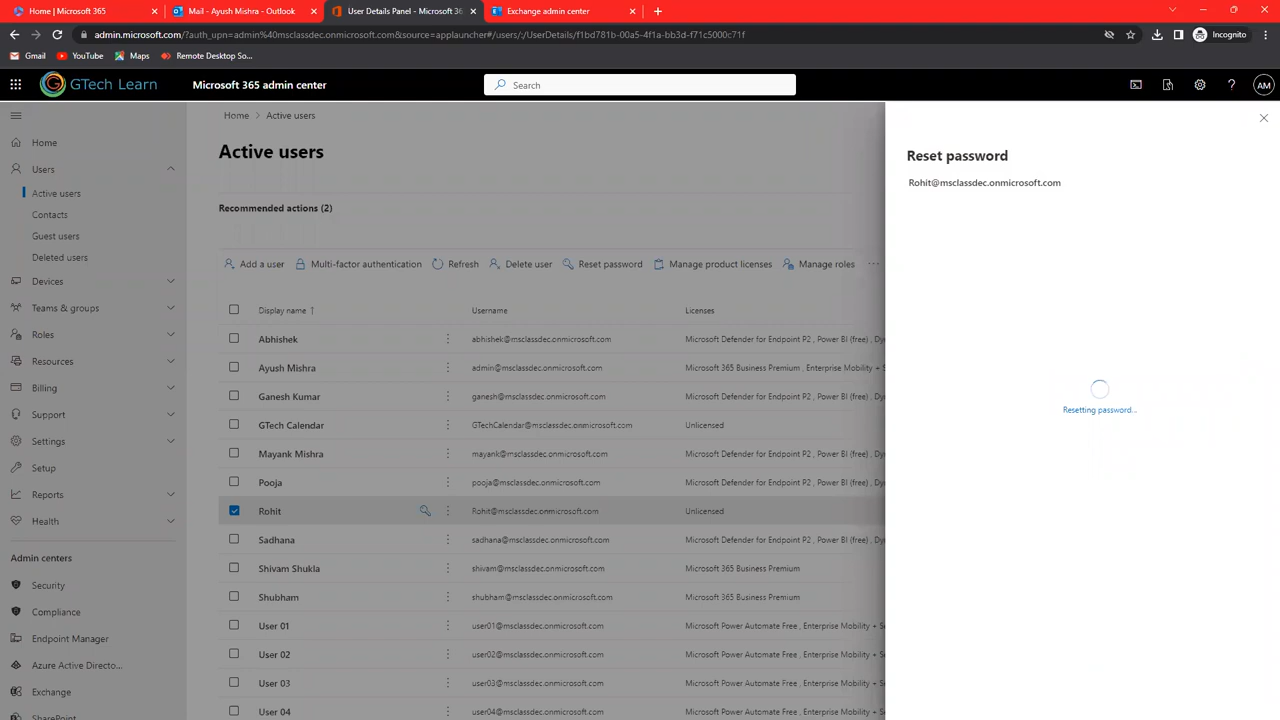 Home | Microsoft 365
Mail - Ayush Mishra - Outlook
User Details Panel - Microsoft 36
Exchange admin center
admin.microsoft.com/?auth_upn=admin%40msclassdec.onmicrosoft.com&source=applauncher#/users/:/UserDetails/f1bd781b-00a5-4f1a-bb3d-f71c5000c71f
Incognito
Gmail
YouTube
Maps
Remote Desktop So...
GTech Learn
Microsoft 365 admin center
Search
AM
Home
Users
Active users
Contacts
Guest users
Deleted users
Devices
Teams & groups
Roles
Resources
Billing
Support
Settings
Setup
Reports
Health
Admin centers
Security
Compliance
Endpoint Manager
Azure Active Directo...
Exchange
SharePoint
Home > Active users
Active users
Recommended actions (2)
Add a user Multi-factor authentication Refresh Delete user Reset password Manage product licenses Manage roles ...
Display name ↑ Username Licenses
Abhishek abhishek@msclassdec.onmicrosoft.com Microsoft Defender for Endpoint P2 , Power BI (free) , Dy
Ayush Mishra admin@msclassdec.onmicrosoft.com Microsoft 365 Business Premium , Enterprise Mobility + S
Ganesh Kumar ganesh@msclassdec.onmicrosoft.com Microsoft Defender for Endpoint P2 , Power BI (free) , Dy
GTech Calendar GTechCalendar@msclassdec.onmicrosoft.com Unlicensed
Mayank Mishra mayank@msclassdec.onmicrosoft.com Microsoft Defender for Endpoint P2 , Power BI (free) , Dy
Pooja pooja@msclassdec.onmicrosoft.com Microsoft Defender for Endpoint P2 , Power BI (free) , Dy
Rohit Rohit@msclassdec.onmicrosoft.com Unlicensed
Sadhana sadhana@msclassdec.onmicrosoft.com Microsoft Defender for Endpoint P2 , Power BI (free) , Dy
Shivam Shukla shivam@msclassdec.onmicrosoft.com Microsoft 365 Business Premium
Shubham shubham@msclassdec.onmicrosoft.com Microsoft 365 Business Premium
User 01 user01@msclassdec.onmicrosoft.com Microsoft Power Automate Free , Enterprise Mobility + Se
User 02 user02@msclassdec.onmicrosoft.com Microsoft Power Automate Free , Enterprise Mobility + Se
User 03 user03@msclassdec.onmicrosoft.com Microsoft Power Automate Free , Enterprise Mobility + Se
User 04 user04@msclassdec.onmicrosoft.com Microsoft Power Automate Free , Enterprise Mobility + Se
Reset password
Rohit@msclassdec.onmicrosoft.com
Resetting password...